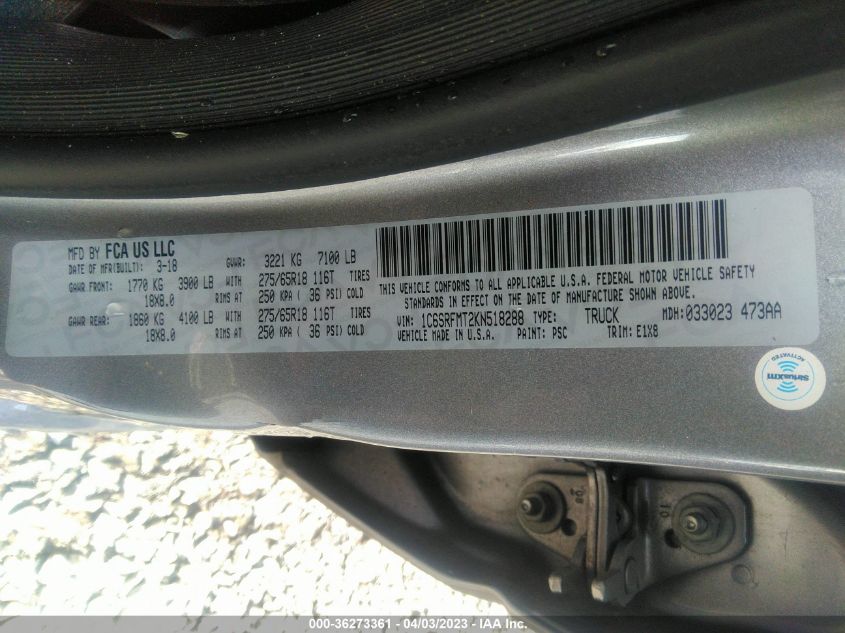 MFD BY FCA US LLC GVWR: 3221 KG 7100 LB
DATE OF MFR(BUILT): 3-18
GAWR FRONT: 1770 KG 3900 LB WITH 275/65R18 116T TIRES
18X8.0 RIMS AT 250 KPA ( 36 PSI) COLD
GAWR REAR: 1860 KG 4100 LB WITH 275/65R18 116T TIRES
18X8.0 RIMS AT 250 KPA ( 36 PSI) COLD
THIS VEHICLE CONFORMS TO ALL APPLICABLE U.S.A. FEDERAL MOTOR VEHICLE SAFETY
STANDARDS IN EFFECT ON THE DATE OF MANUFACTURE SHOWN ABOVE.
VIN: 1C6SRFMT2KN518288 TYPE: TRUCK MDH: 033023 473AA
VEHICLE MADE IN U.S.A. PAINT: PSC TRIM: E1X8
SiriusXM
ACTIVATED
10
000-36273361 - 04/03/2023 - IAA Inc.